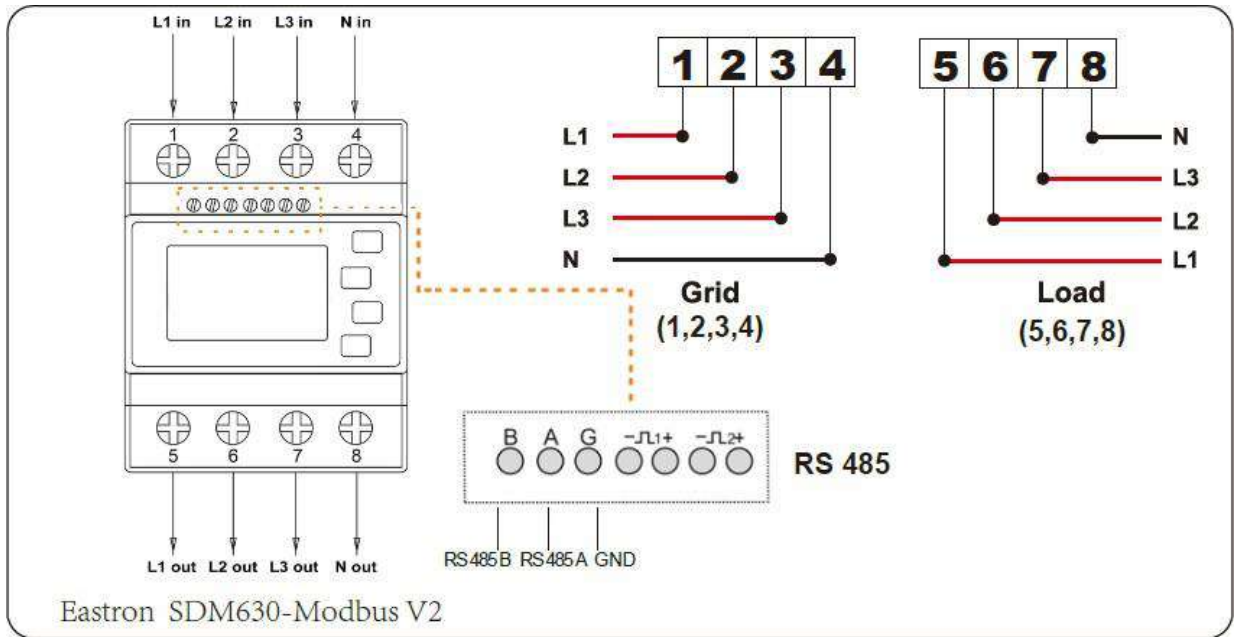 L1 in L2 in L3 in N in
1 2 3 4
5 6 7 8
L1 out L2 out L3 out N out
1 2 3 4
L1
L2
L3
N
Grid
(1,2,3,4)
5 6 7 8
N
L3
L2
L1
Load
(5,6,7,8)
B A G -⎍1+ -⎍2+
RS 485
RS485B RS485A GND
Eastron SDM630-Modbus V2